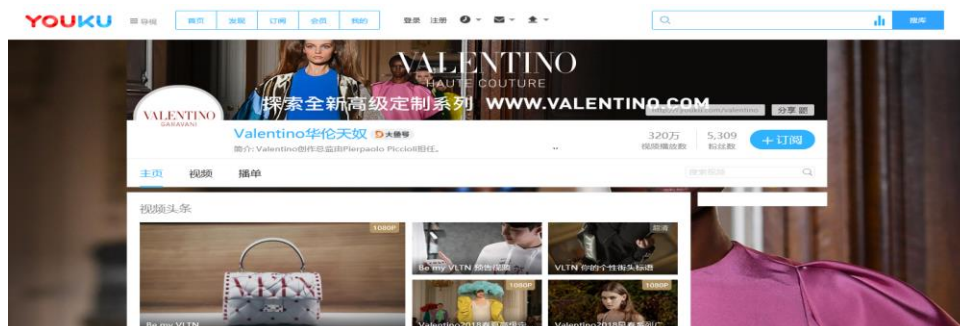 YOUKU 导视 首页 发现 订阅 会员 我的 登录 注册 搜库
VALENTINO
HAUTE COUTURE
探索全新高级定制系列 WWW.VALENTINO.COM
分享
VALENTINO
GARAVANI
Valentino华伦天奴 大鱼号
320万 5,309 +订阅
视频播放数 粉丝数
简介: Valentino创作总监由Pierpaolo Piccioli担任。
主页 视频 播单 搜索视频
视频头条
1080P 超清
Be my VLTN 预告 VLTN 你的个性街头标语
1080P 1080P
Be my VLTN